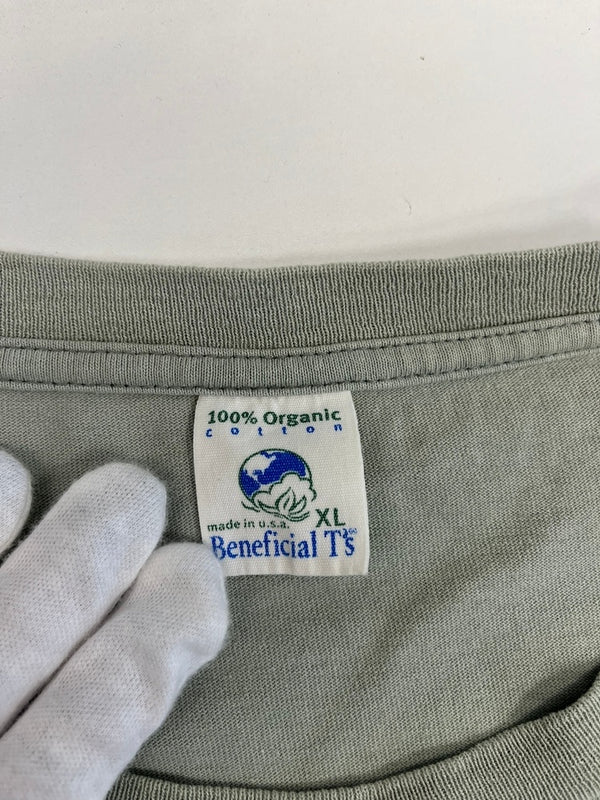 100% Organic
cotton
made in u.s.a. XL
Beneficial T's